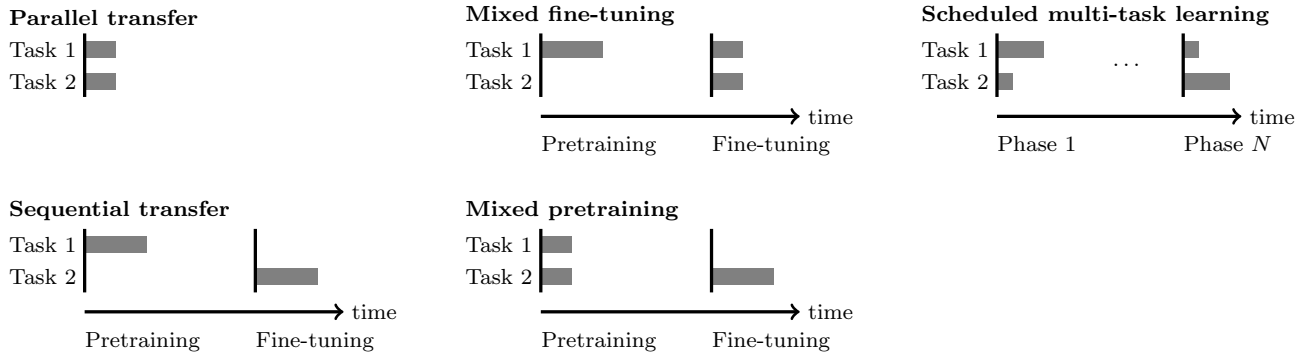 Parallel transfer
Task 1
Task 2
Mixed fine-tuning
Task 1
Task 2
time
Pretraining Fine-tuning
Scheduled multi-task learning
Task 1
...
Task 2
time
Phase 1 Phase N
Sequential transfer
Task 1
Task 2
time
Pretraining Fine-tuning
Mixed pretraining
Task 1
Task 2
time
Pretraining Fine-tuning